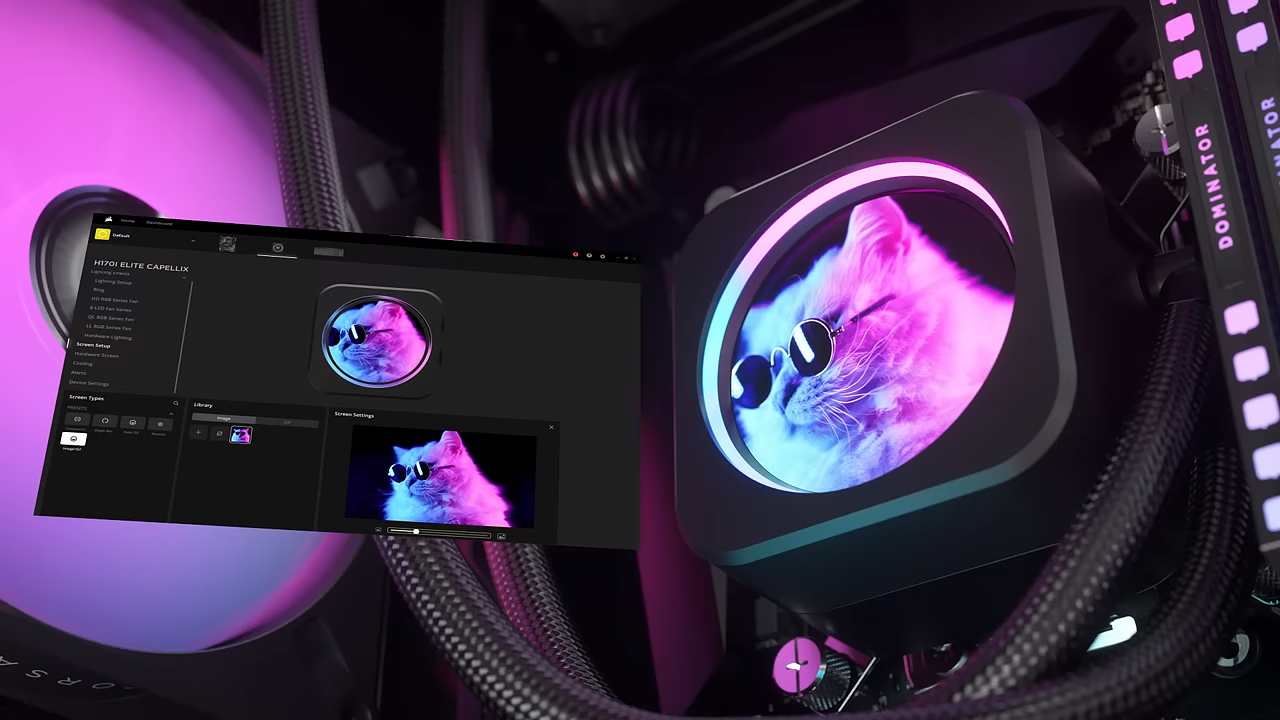 Home
Dashboard
Default
H170I ELITE CAPELLIX
Lighting Effects
Lighting Setup
Ring
HD RGB Series Fan
8-LED Fan Series
QL RGB Series Fan
LL RGB Series Fan
Hardware Lighting
Screen Setup
Hardware Screen
Cooling
Alerts
Device Settings
Screen Types
PRESETS
Image/GIF
Library
Image
GIF
Screen Settings
DOMINATOR